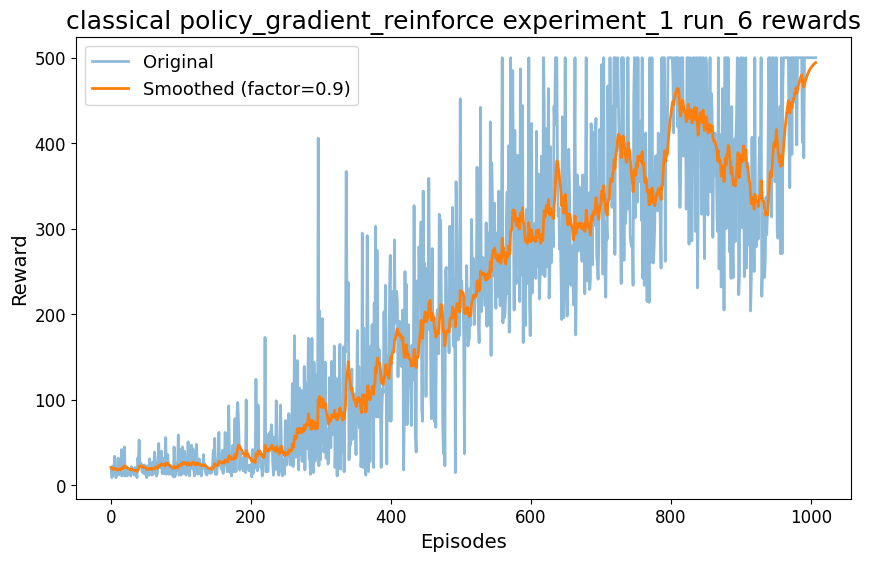 classical policy_gradient_reinforce experiment_1 run_6 rewards
Original
Smoothed (factor=0.9)
500
400
300
200
100
0
Reward
0 200 400 600 800 1000
Episodes